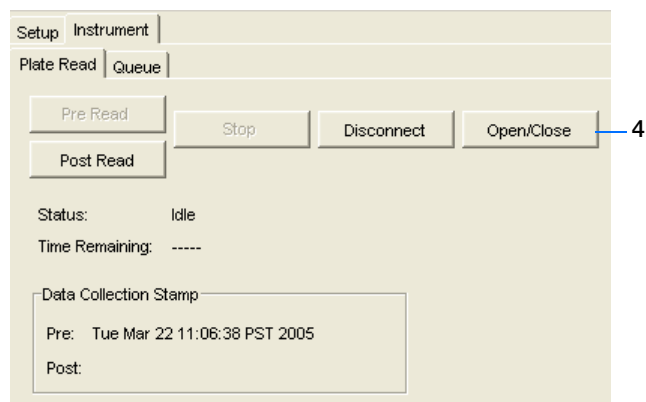 Setup Instrument
Plate Read Queue
Pre Read Stop Disconnect Open/Close 4
Post Read
Status: Idle
Time Remaining: -----
Data Collection Stamp
Pre: Tue Mar 22 11:06:38 PST 2005
Post: